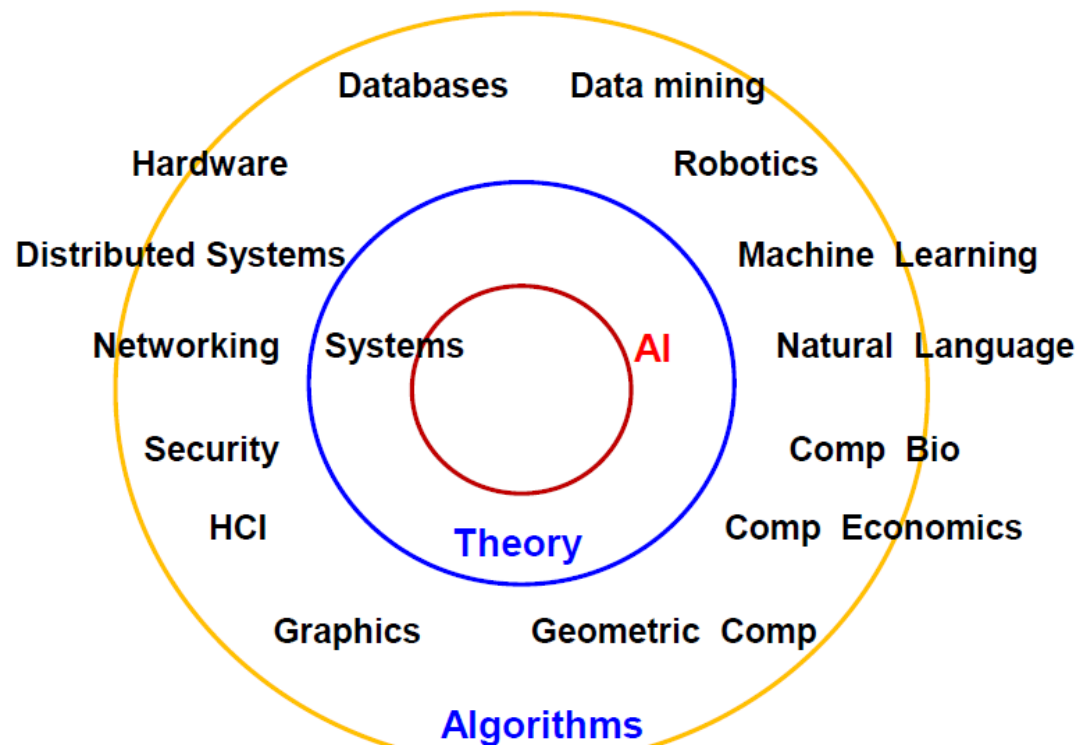 Databases Data mining
Hardware Robotics
Distributed Systems Machine Learning
Networking Systems AI Natural Language
Security Comp Bio
HCI Theory Comp Economics
Graphics Geometric Comp
Algorithms